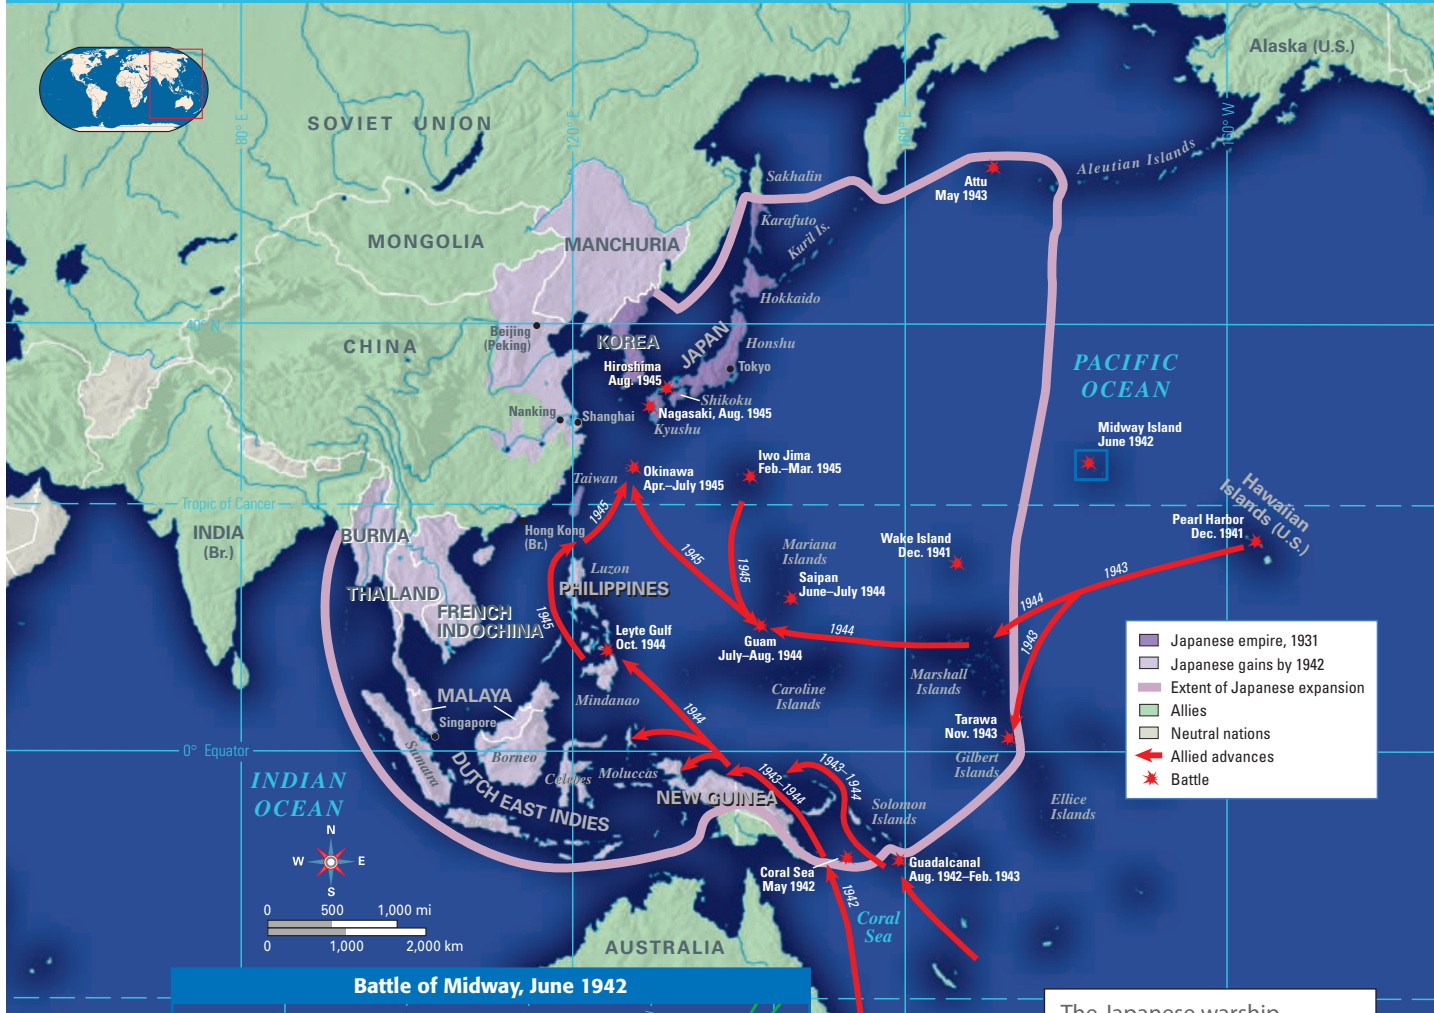 Alaska (U.S.)
SOVIET UNION
80° E
120° E
160° E
160° W
Aleutian Islands
Sakhalin
Attu
May 1943
Karafuto
Kuril Is.
MONGOLIA
MANCHURIA
Hokkaido
40° N
Beijing
(Peking)
KOREA
JAPAN
Honshu
CHINA
Hiroshima
Aug. 1945
Tokyo
PACIFIC
OCEAN
Shikoku
Nanking
Shanghai
Nagasaki, Aug. 1945
Kyushu
Midway Island
June 1942
Iwo Jima
Feb.–Mar. 1945
Okinawa
Apr.–July 1945
Taiwan
Tropic of Cancer
Hawaiian
Islands (U.S.)
Pearl Harbor
Dec. 1941
INDIA
(Br.)
BURMA
Hong Kong
(Br.)
1945
1945
1945
Mariana
Islands
Wake Island
Dec. 1941
1943
Luzon
PHILIPPINES
Saipan
June–July 1944
THAILAND
FRENCH
INDOCHINA
1945
Leyte Gulf
Oct. 1944
Guam
July–Aug. 1944
1944
1944
1943
Japanese empire, 1931
Japanese gains by 1942
Extent of Japanese expansion
Allies
Neutral nations
Allied advances
Battle
Marshall
Islands
Caroline
Islands
MALAYA
Mindanao
Singapore
1944
Tarawa
Nov. 1943
0° Equator
Sumatra
Borneo
Celebes
Moluccas
Gilbert
Islands
INDIAN
OCEAN
DUTCH EAST INDIES
NEW GUINEA
1943–1944
1943–1944
Solomon
Islands
Ellice
Islands
N
W
E
S
Coral Sea
May 1942
Guadalcanal
Aug. 1942–Feb. 1943
1942
Coral
Sea
0 500 1,000 mi
0 1,000 2,000 km
AUSTRALIA
Battle of Midway, June 1942